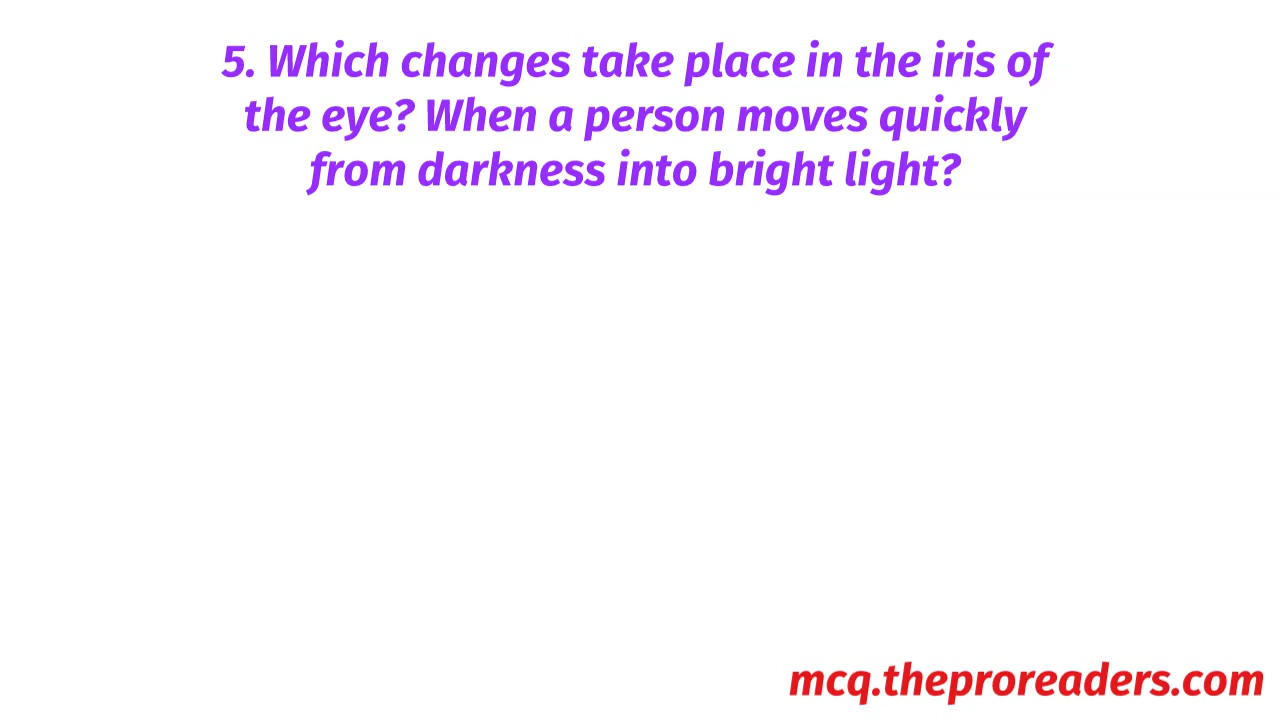 5. Which changes take place in the iris of
the eye? When a person moves quickly
from darkness into bright light?
mcq.theproreaders.com